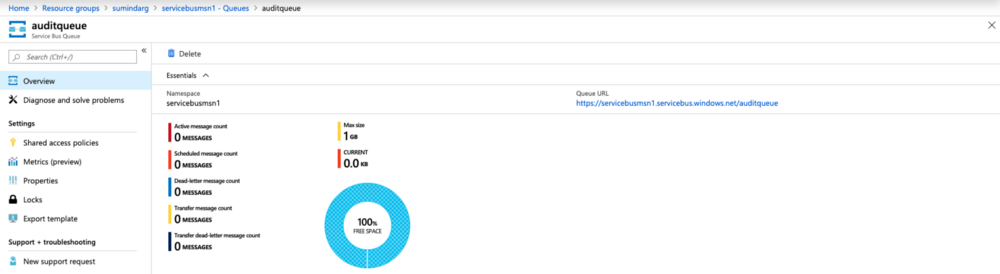 Home > Resource groups > sumindarg > servicebusmsn1 - Queues > auditqueue
auditqueue
Service Bus Queue
Search (Ctrl+/)
«
Overview
Diagnose and solve problems
Settings
Shared access policies
Metrics (preview)
Properties
Locks
Export template
Support + troubleshooting
New support request
Delete
Essentials
Namespace
servicebusmsn1
Queue URL
https://servicebusmsn1.servicebus.windows.net/auditqueue
Active message count
0 MESSAGES
Scheduled message count
0 MESSAGES
Dead-letter message count
0 MESSAGES
Transfer message count
0 MESSAGES
Transfer dead-letter message count
0 MESSAGES
Max size
1 GB
CURRENT
0.0 KB
100%
FREE SPACE